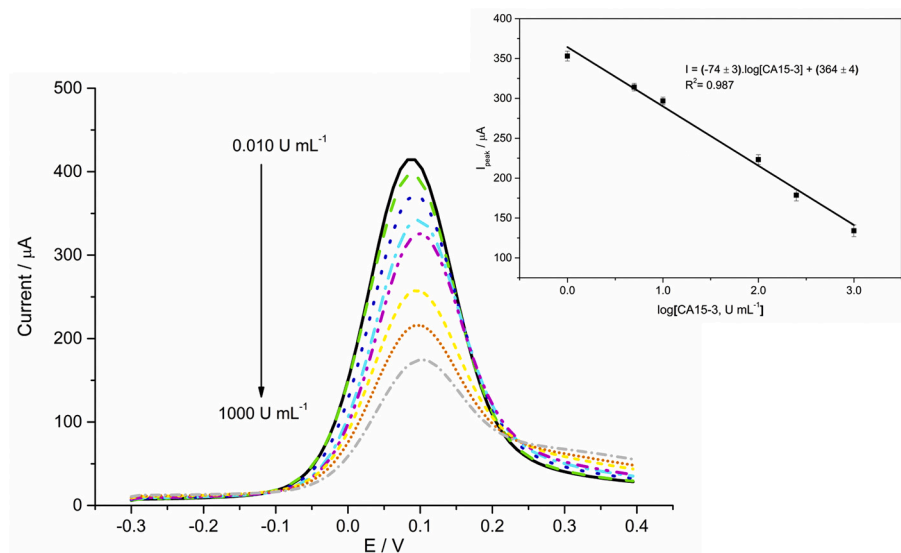 500
400
300
200
100
0
Current / μA
0.010 U mL⁻¹
1000 U mL⁻¹
-0.3 -0.2 -0.1 0.0 0.1 0.2 0.3 0.4
E / V
400
350
300
250
200
150
100
I_peak / μA
I = (-74 ± 3).log[CA15-3] + (364 ± 4)
R²= 0.987
0.0 1.0 2.0 3.0
log[CA15-3, U mL⁻¹]